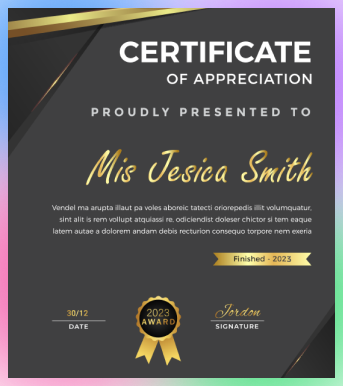 CERTIFICATE
OF APPRECIATION
PROUDLY PRESENTED TO
Mis Jesica Smith
Vendel ma arupta illaut pa voles aboreic tatecti oriorepedis illit volumquatur,
sint alit is rem vollupt atquiassi re, odiciendist doleser chictor si tem eaque
latem autae a dolorem andam debis recturion consequo torpore nem exeria
Finished - 2023
30/12
DATE
2023
AWARD
Jordon
SIGNATURE